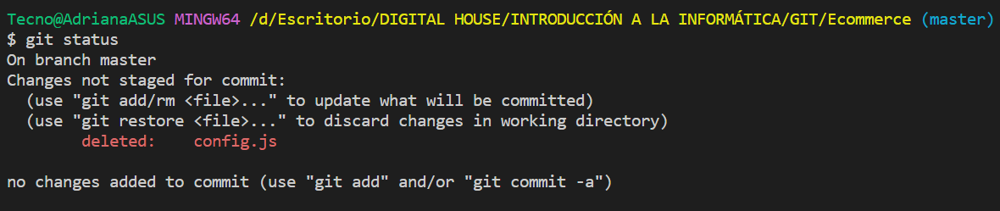 Tecno@AdrianaASUS MINGW64 /d/Escritorio/DIGITAL HOUSE/INTRODUCCIÓN A LA INFORMÁTICA/GIT/Ecommerce (master)
$ git status
On branch master
Changes not staged for commit:
  (use "git add/rm <file>..." to update what will be committed)
  (use "git restore <file>..." to discard changes in working directory)
        deleted:    config.js

no changes added to commit (use "git add" and/or "git commit -a")